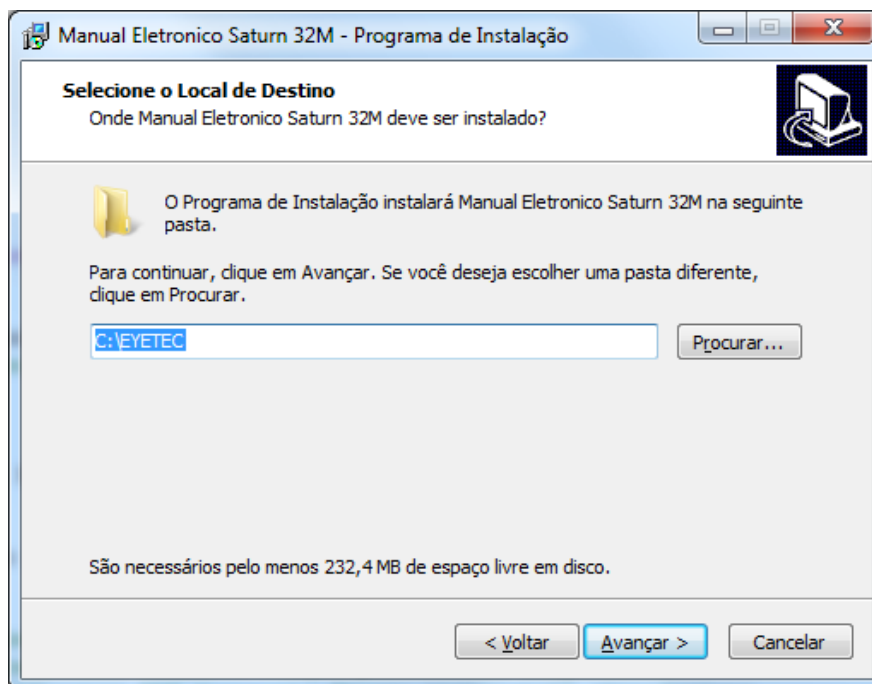 Manual Eletronico Saturn 32M - Programa de Instalação
Selecione o Local de Destino
Onde Manual Eletronico Saturn 32M deve ser instalado?
O Programa de Instalação instalará Manual Eletronico Saturn 32M na seguinte
pasta.
Para continuar, clique em Avançar. Se você deseja escolher uma pasta diferente,
clique em Procurar.
C:\EYETEC
Procurar...
São necessários pelo menos 232,4 MB de espaço livre em disco.
< Voltar
Avançar >
Cancelar